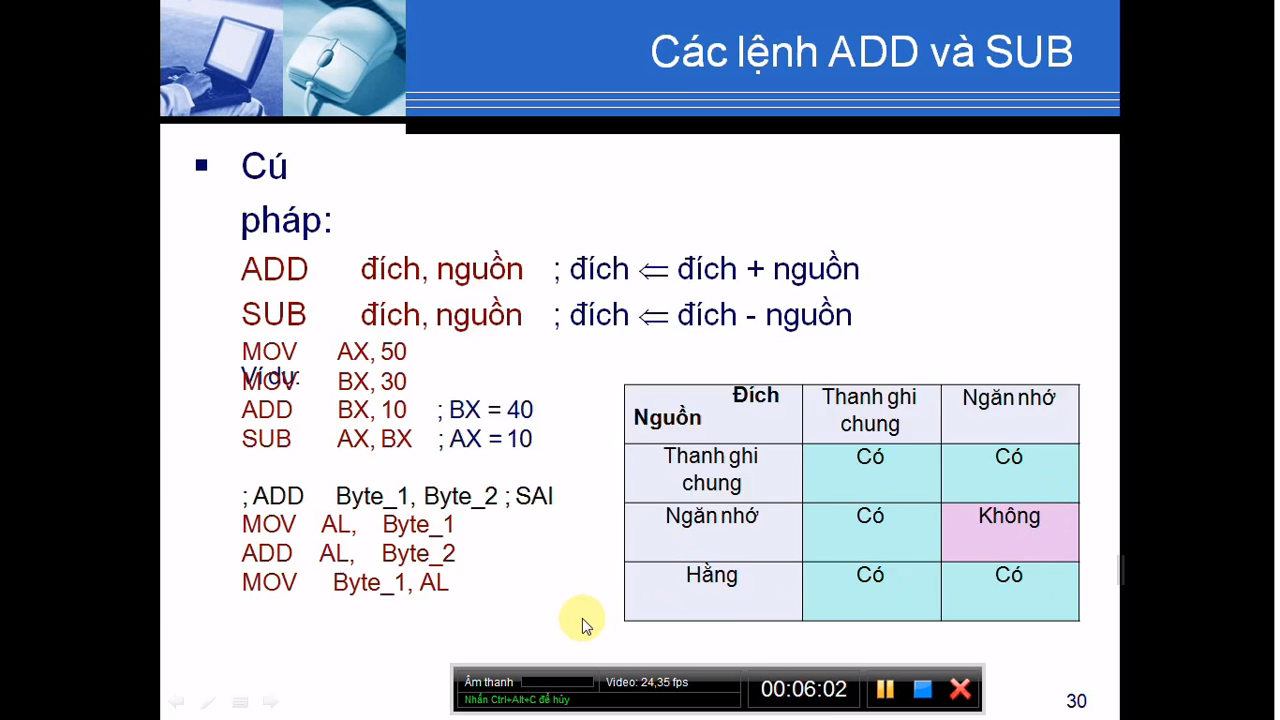 Các lệnh ADD và SUB
▪ Cú
pháp:
ADD đích, nguồn ; đích ⇐ đích + nguồn
SUB đích, nguồn ; đích ⇐ đích - nguồn
MOV AX, 50
Ví dụ:
MOV BX, 30
ADD BX, 10 ; BX = 40
SUB AX, BX ; AX = 10
; ADD Byte_1, Byte_2 ; SAI
MOV AL, Byte_1
ADD AL, Byte_2
MOV Byte_1, AL
Đích
Nguồn
Thanh ghi
chung
Ngăn nhớ
Thanh ghi
chung
Có
Có
Ngăn nhớ
Có
Không
Hằng
Có
Có
Âm thanh
Video: 24,35 fps
Nhấn Ctrl+Alt+C để hủy
00:06:02
30